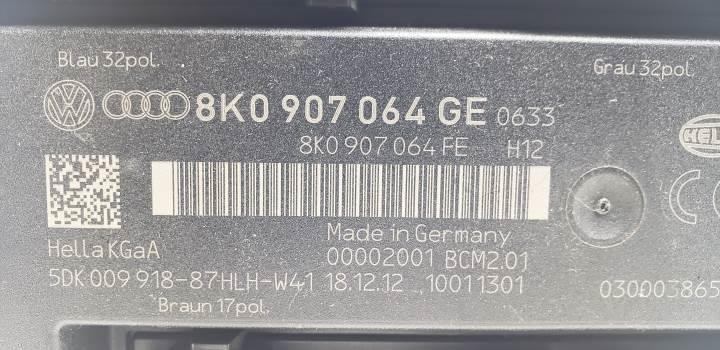 Blau 32pol.
Grau 32pol.
8K0 907 064 GE 0633
8K0 907 064 FE H12
Made in Germany
Hella KGaA
00002001 BCM2.01
5DK 009 918-87HLH-W41 18.12.12 10011301
Braun 17pol.